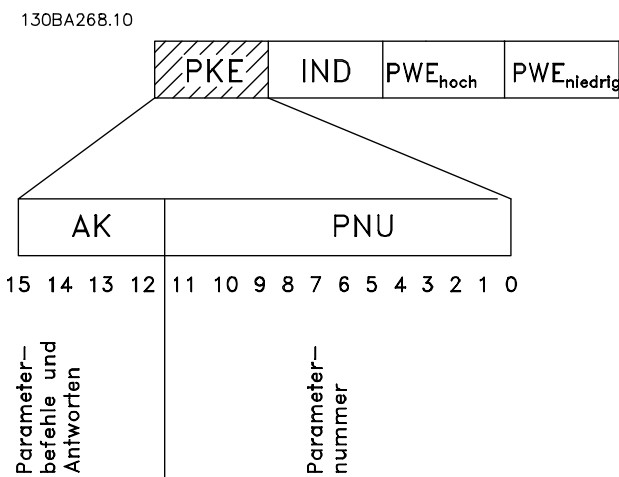 130BA268.10
PKE IND PWEhoch PWEniedrig
AK PNU
15 14 13 12 11 10 9 8 7 6 5 4 3 2 1 0
Parameter–
befehle und
Antworten
Parameter–
nummer